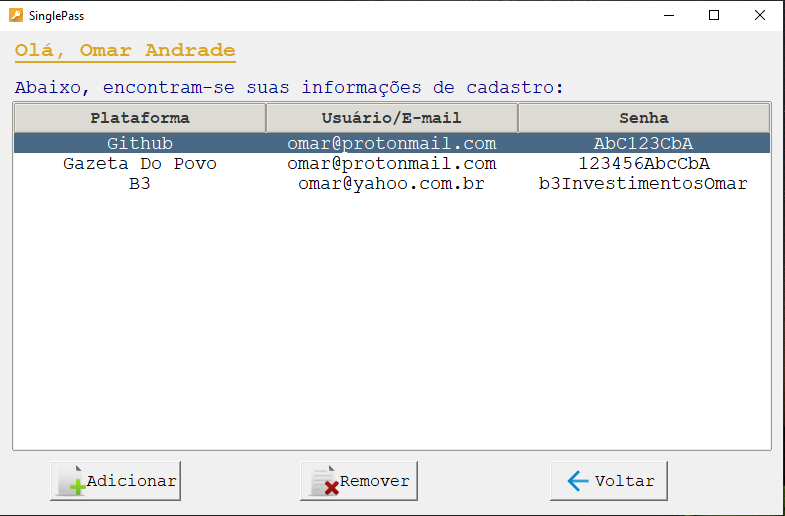 SinglePass
Olá, Omar Andrade
Abaixo, encontram-se suas informações de cadastro:
Plataforma Usuário/E-mail Senha
Github omar@protonmail.com AbC123CbA
Gazeta Do Povo omar@protonmail.com 123456AbcCbA
B3 omar@yahoo.com.br b3InvestimentosOmar
Adicionar Remover Voltar